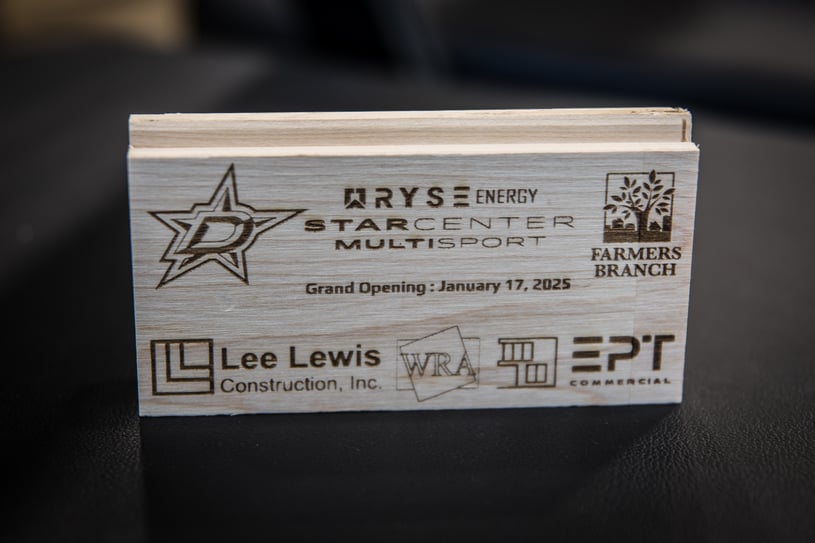 D
RYSE ENERGY
STARCENTER
MULTISPORT
FARMERS
BRANCH
Grand Opening : January 17, 2025
Lee Lewis
Construction, Inc.
WRA
EPT
COMMERCIAL